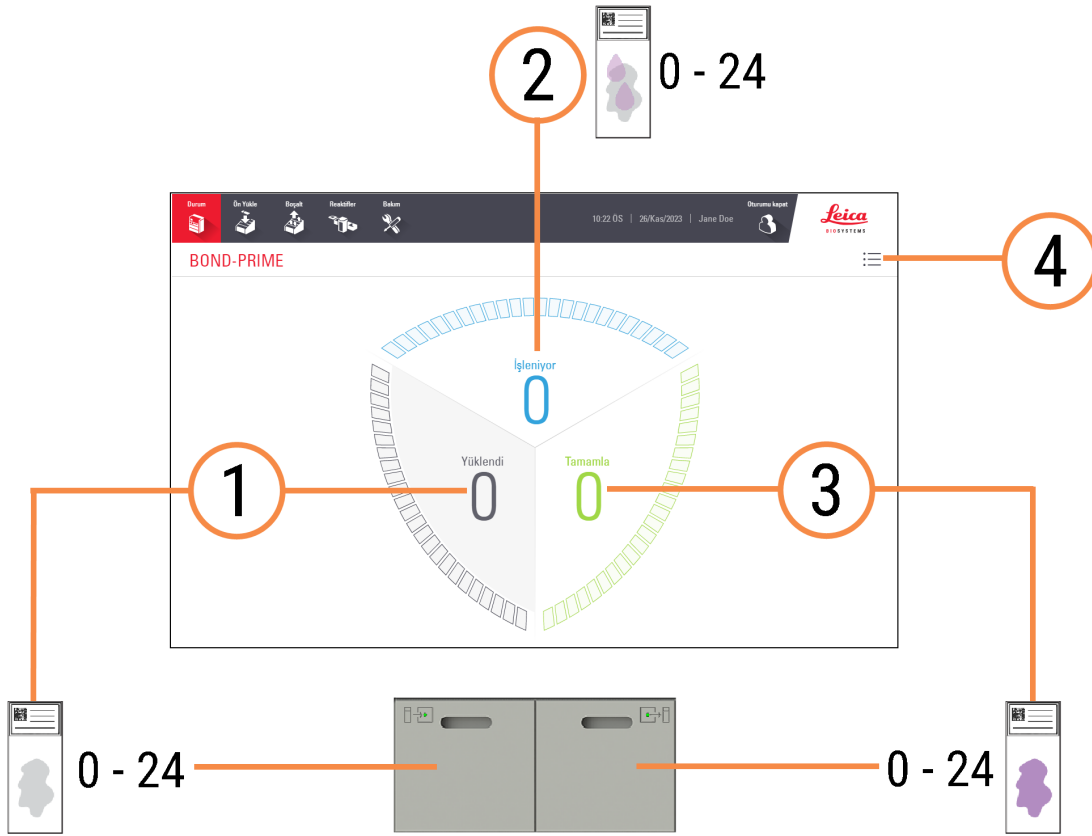 2
0 - 24
Durum
Ön Yükle
Boşalt
Reaktifler
Bakım
10:22 ÖS | 26/Kas/2023 | Jane Doe
Oturumu kapat
Leica
BIOSYSTEMS
BOND-PRIME
4
İşleniyor
0
Yüklendi
0
Tamamla
0
1
3
0 - 24
0 - 24